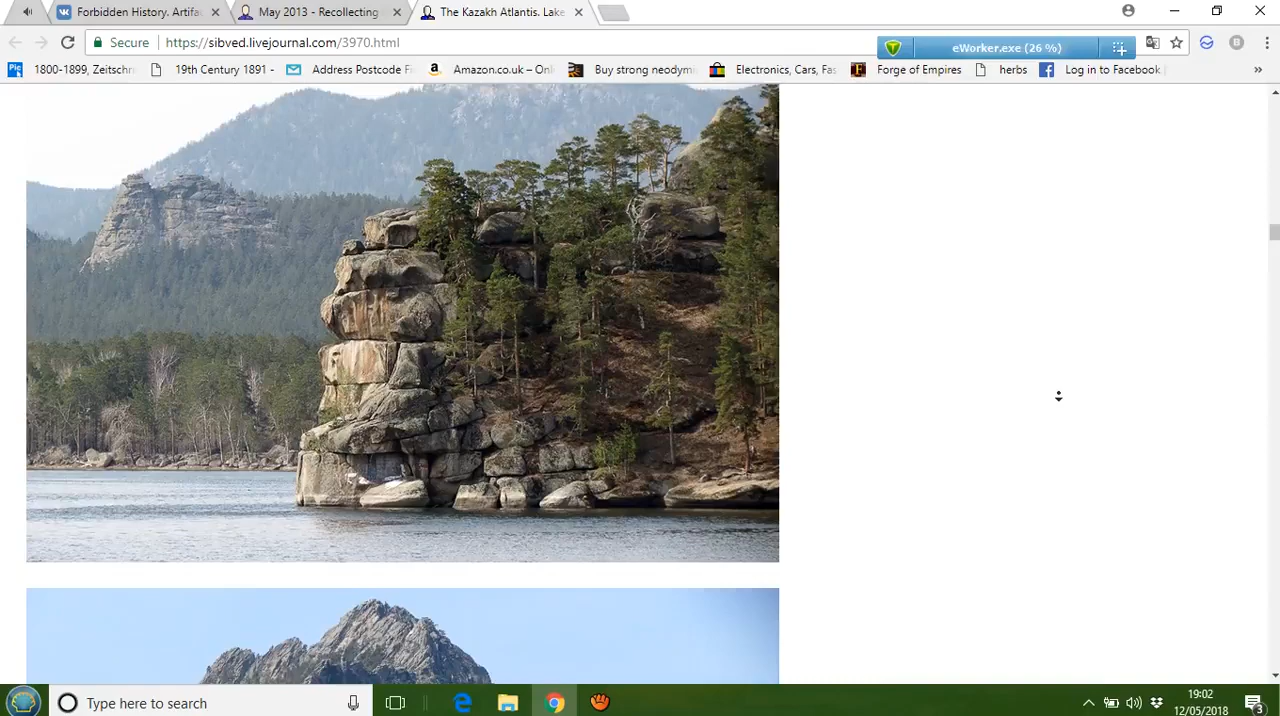 Forbidden History. Artifa
May 2013 - Recollecting
The Kazakh Atlantis. Lake
Secure
https://sibved.livejournal.com/3970.html
eWorker.exe (26 %)
1800-1899, Zeitschr
19th Century 1891 -
Address Postcode F
Amazon.co.uk – Onl
Buy strong neodymi
Electronics, Cars, Fas
Forge of Empires
herbs
Log in to Facebook
Type here to search
19:02
12/05/2018